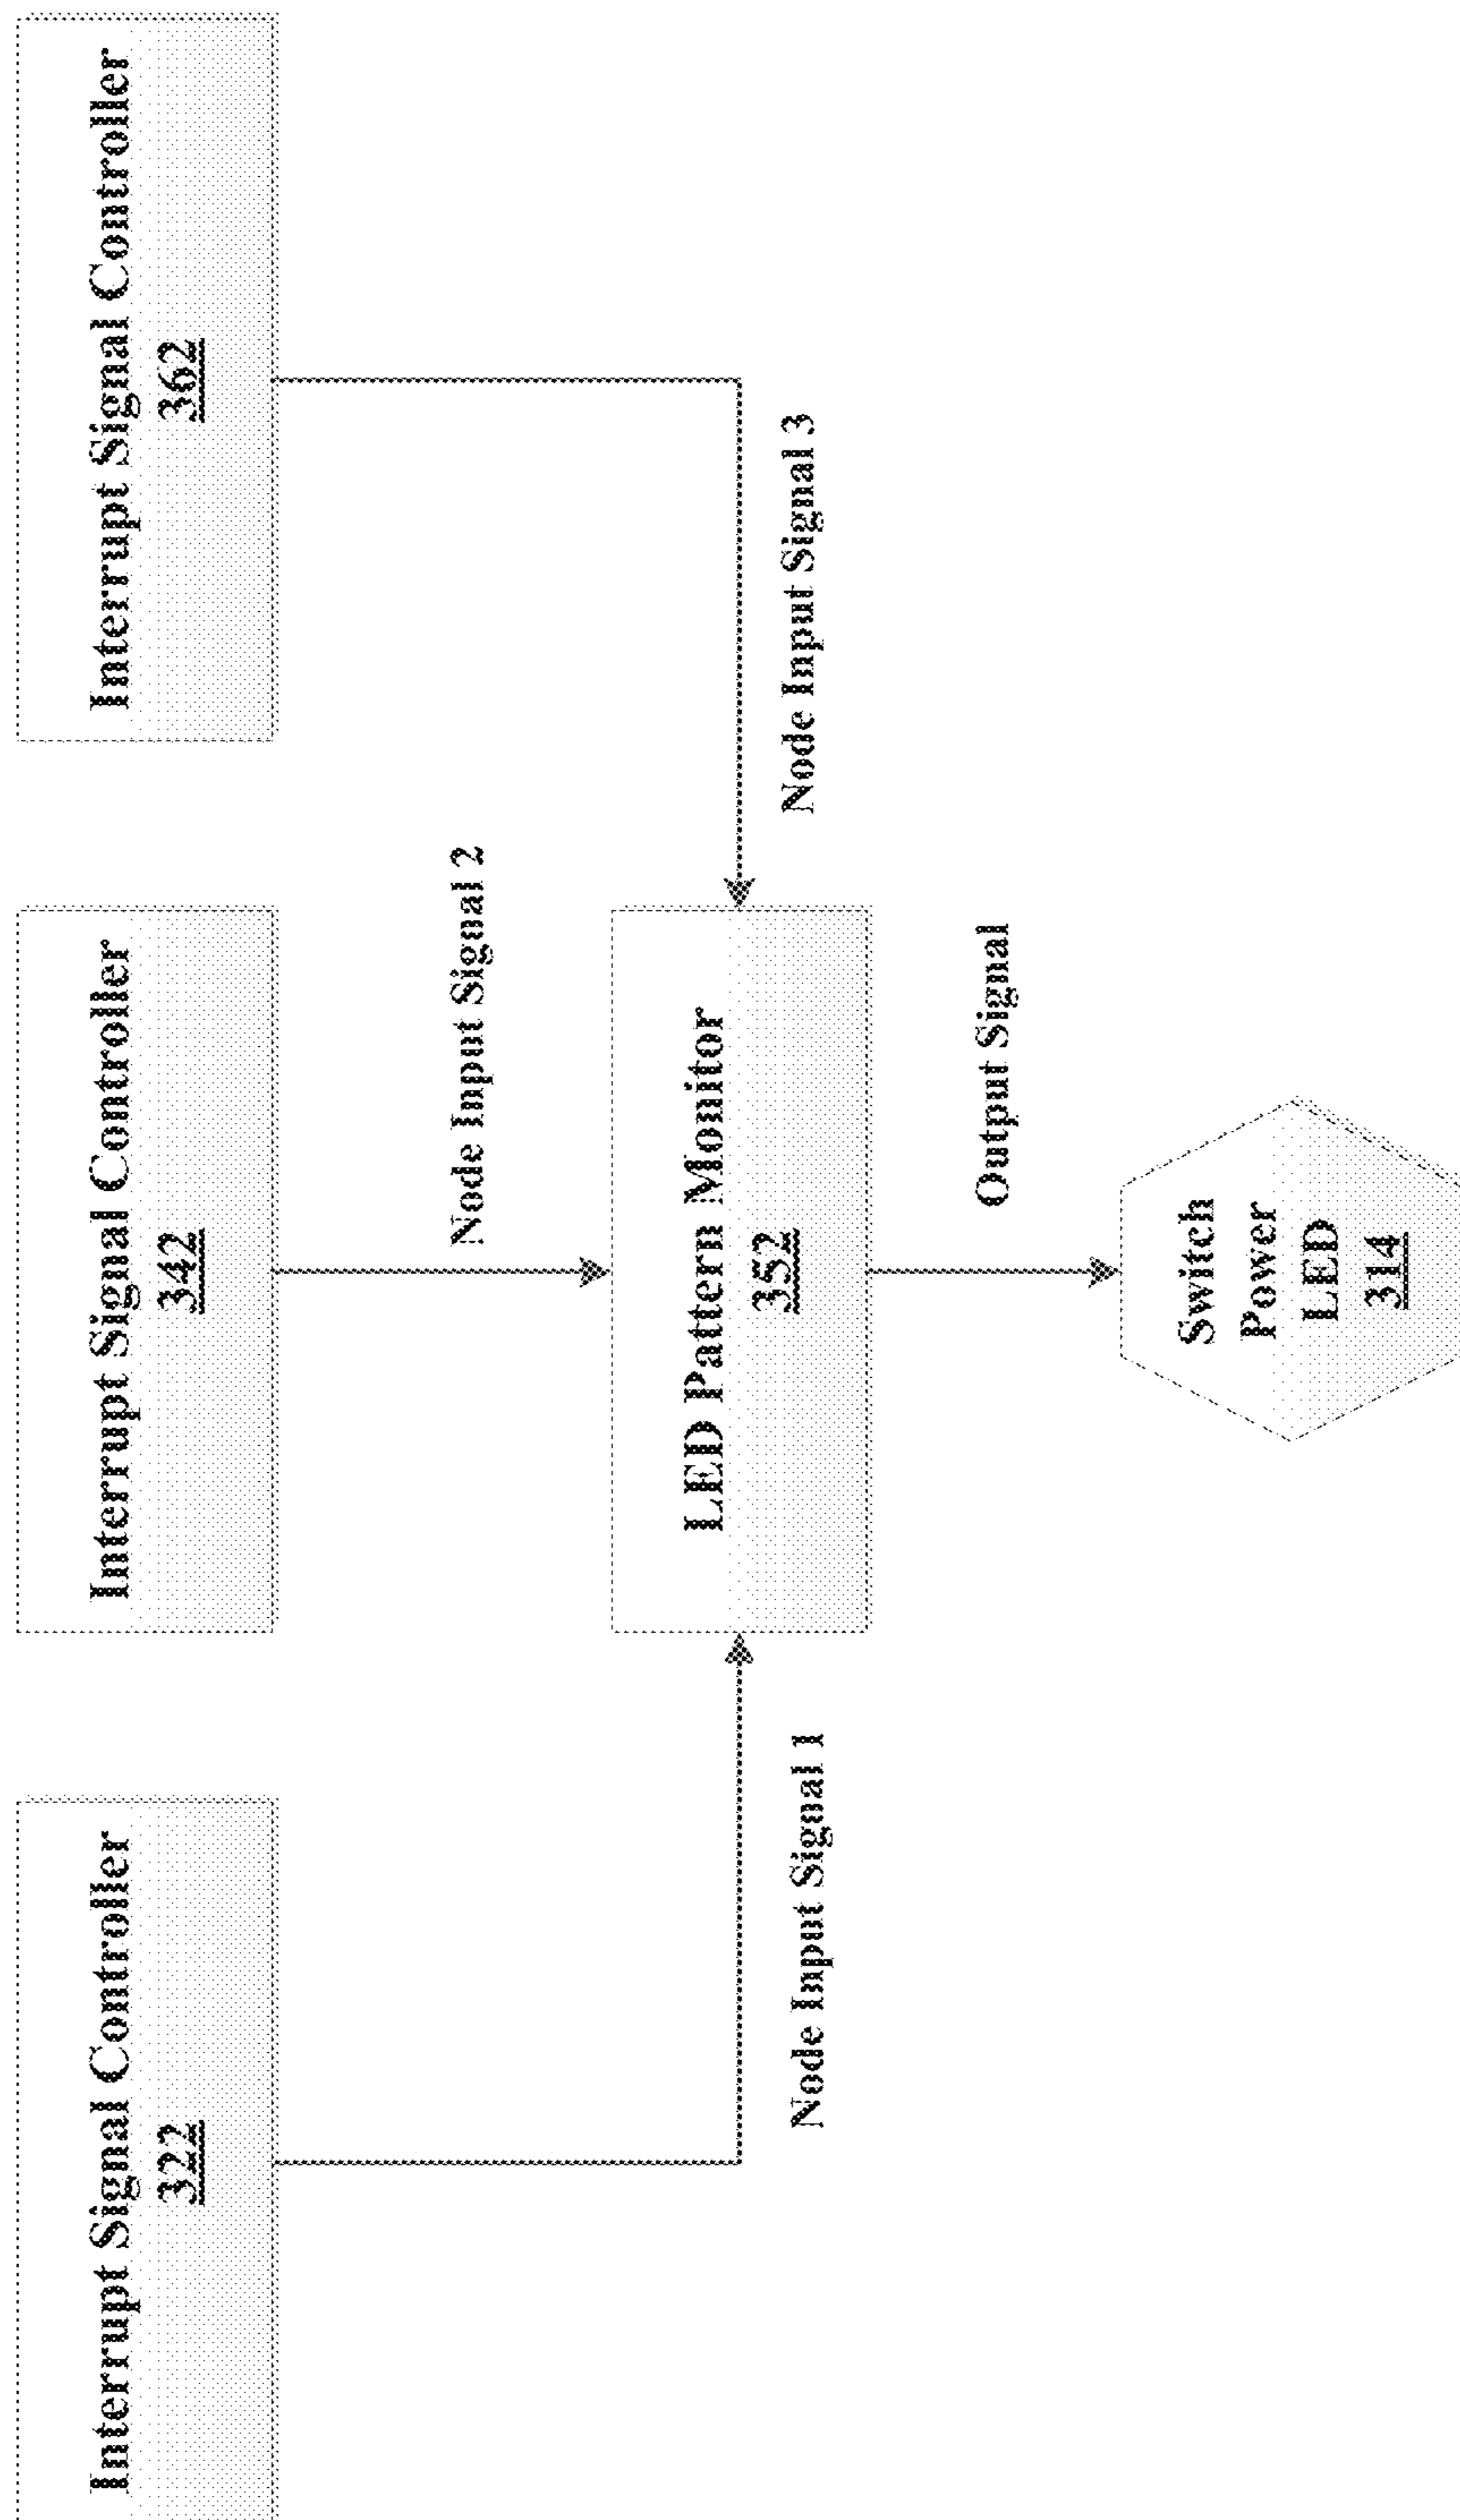 Interrupt Signal Controller
322
Interrupt Signal Controller
342
Interrupt Signal Controller
362
Node Input Signal 2
LED Pattern Monitor
352
Node Input Signal 1
Node Input Signal 3
Output Signal
Switch
Power
LED
314